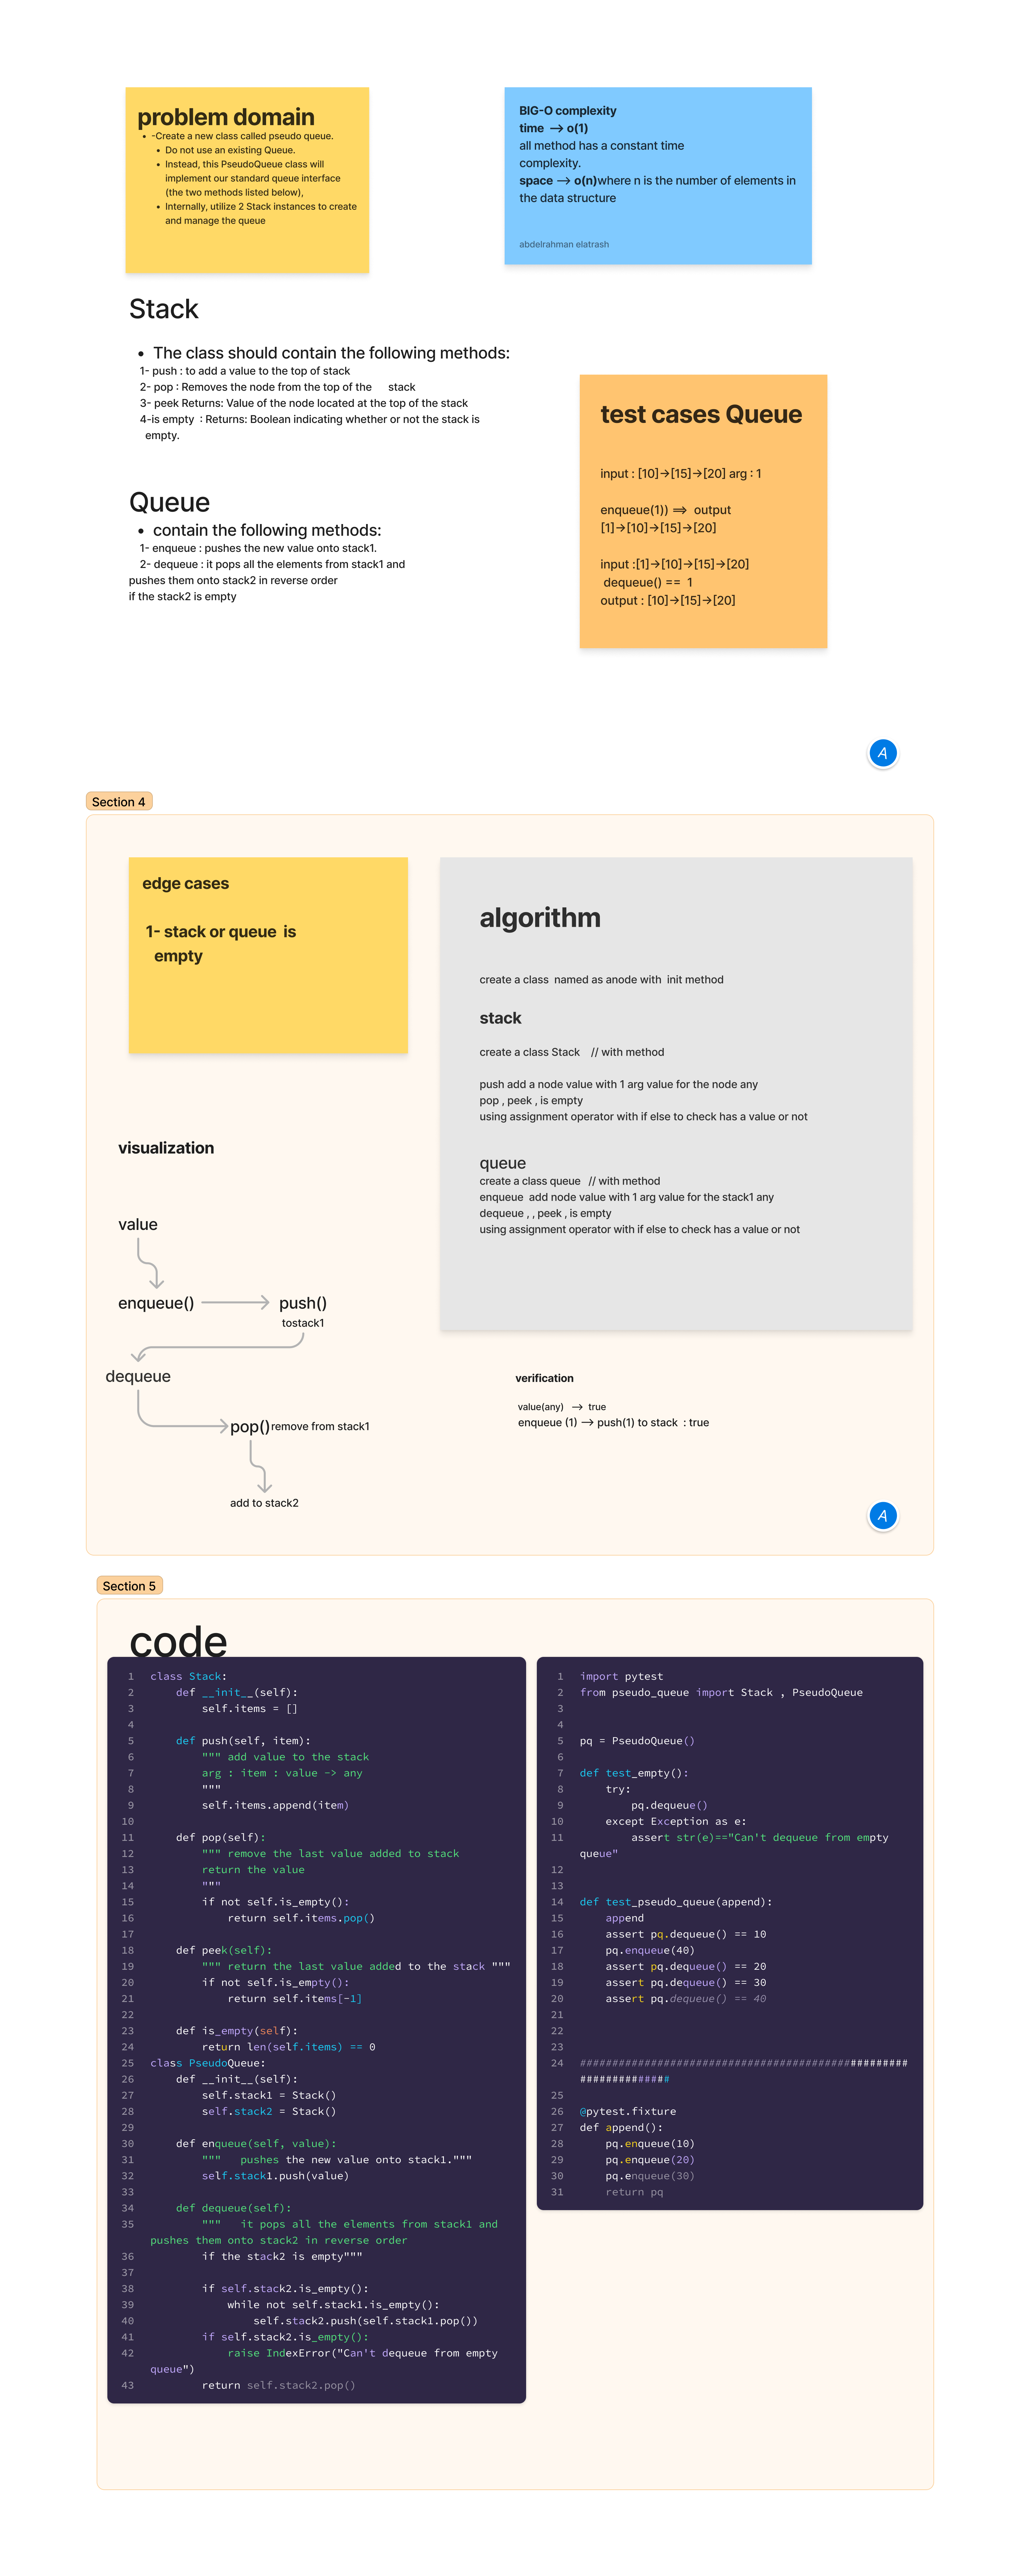 problem domain
-Create a new class called pseudo queue.
Do not use an existing Queue.
Instead, this PseudoQueue class will
implement our standard queue interface
(the two methods listed below),
Internally, utilize 2 Stack instances to create
and manage the queue
BIG-O complexity
time --> o(1)
all method has a constant time
complexity.
space --> o(n)where n is the number of elements in
the data structure
abdelrahman elatrash
Stack
• The class should contain the following methods:
1- push : to add a value to the top of stack
2- pop : Removes the node from the top of the stack
3- peek Returns: Value of the node located at the top of the stack
4-is empty : Returns: Boolean indicating whether or not the stack is
empty.
Queue
• contain the following methods:
1- enqueue : pushes the new value onto stack1.
2- dequeue : it pops all the elements from stack1 and
pushes them onto stack2 in reverse order
if the stack2 is empty
test cases Queue
input : [10]->[15]->[20] arg : 1
enqueue(1)) ==> output
[1]->[10]->[15]->[20]
input :[1]->[10]->[15]->[20]
dequeue() == 1
output : [10]->[15]->[20]
A
Section 4
edge cases
1- stack or queue is
empty
algorithm
create a class named as anode with init method
stack
create a class Stack // with method
push add a node value with 1 arg value for the node any
pop , peek , is empty
using assignment operator with if else to check has a value or not
queue
create a class queue // with method
enqueue add node value with 1 arg value for the stack1 any
dequeue , , peek , is empty
using assignment operator with if else to check has a value or not
visualization
value
enqueue()
push()
tostack1
dequeue
pop() remove from stack1
add to stack2
verification
value(any) --> true
enqueue (1) --> push(1) to stack : true
A
Section 5
code
1 class Stack:
2 def __init__(self):
3 self.items = []
4
5 def push(self, item):
6 """ add value to the stack
7 arg : item : value -> any
8 """
9 self.items.append(item)
10
11 def pop(self):
12 """ remove the last value added to stack
13 return the value
14 """
15 if not self.is_empty():
16 return self.items.pop()
17
18 def peek(self):
19 """ return the last value added to the stack """
20 if not self.is_empty():
21 return self.items[-1]
22
23 def is_empty(self):
24 return len(self.items) == 0
25 class PseudoQueue:
26 def __init__(self):
27 self.stack1 = Stack()
28 self.stack2 = Stack()
29
30 def enqueue(self, value):
31 """ pushes the new value onto stack1."""
32 self.stack1.push(value)
33
34 def dequeue(self):
35 """ it pops all the elements from stack1 and
pushes them onto stack2 in reverse order
36 if the stack2 is empty"""
37
38 if self.stack2.is_empty():
39 while not self.stack1.is_empty():
40 self.stack2.push(self.stack1.pop())
41 if self.stack2.is_empty():
42 raise IndexError("Can't dequeue from empty
queue")
43 return self.stack2.pop()
1 import pytest
2 from pseudo_queue import Stack , PseudoQueue
3
4
5 pq = PseudoQueue()
6
7 def test_empty():
8 try:
9 pq.dequeue()
10 except Exception as e:
11 assert str(e)=="Can't dequeue from empty
queue"
12
13
14 def test_pseudo_queue(append):
15 append
16 assert pq.dequeue() == 10
17 pq.enqueue(40)
18 assert pq.dequeue() == 20
19 assert pq.dequeue() == 30
20 assert pq.dequeue() == 40
21
22
23
24 ###################################################
##############
25
26 @pytest.fixture
27 def append():
28 pq.enqueue(10)
29 pq.enqueue(20)
30 pq.enqueue(30)
31 return pq